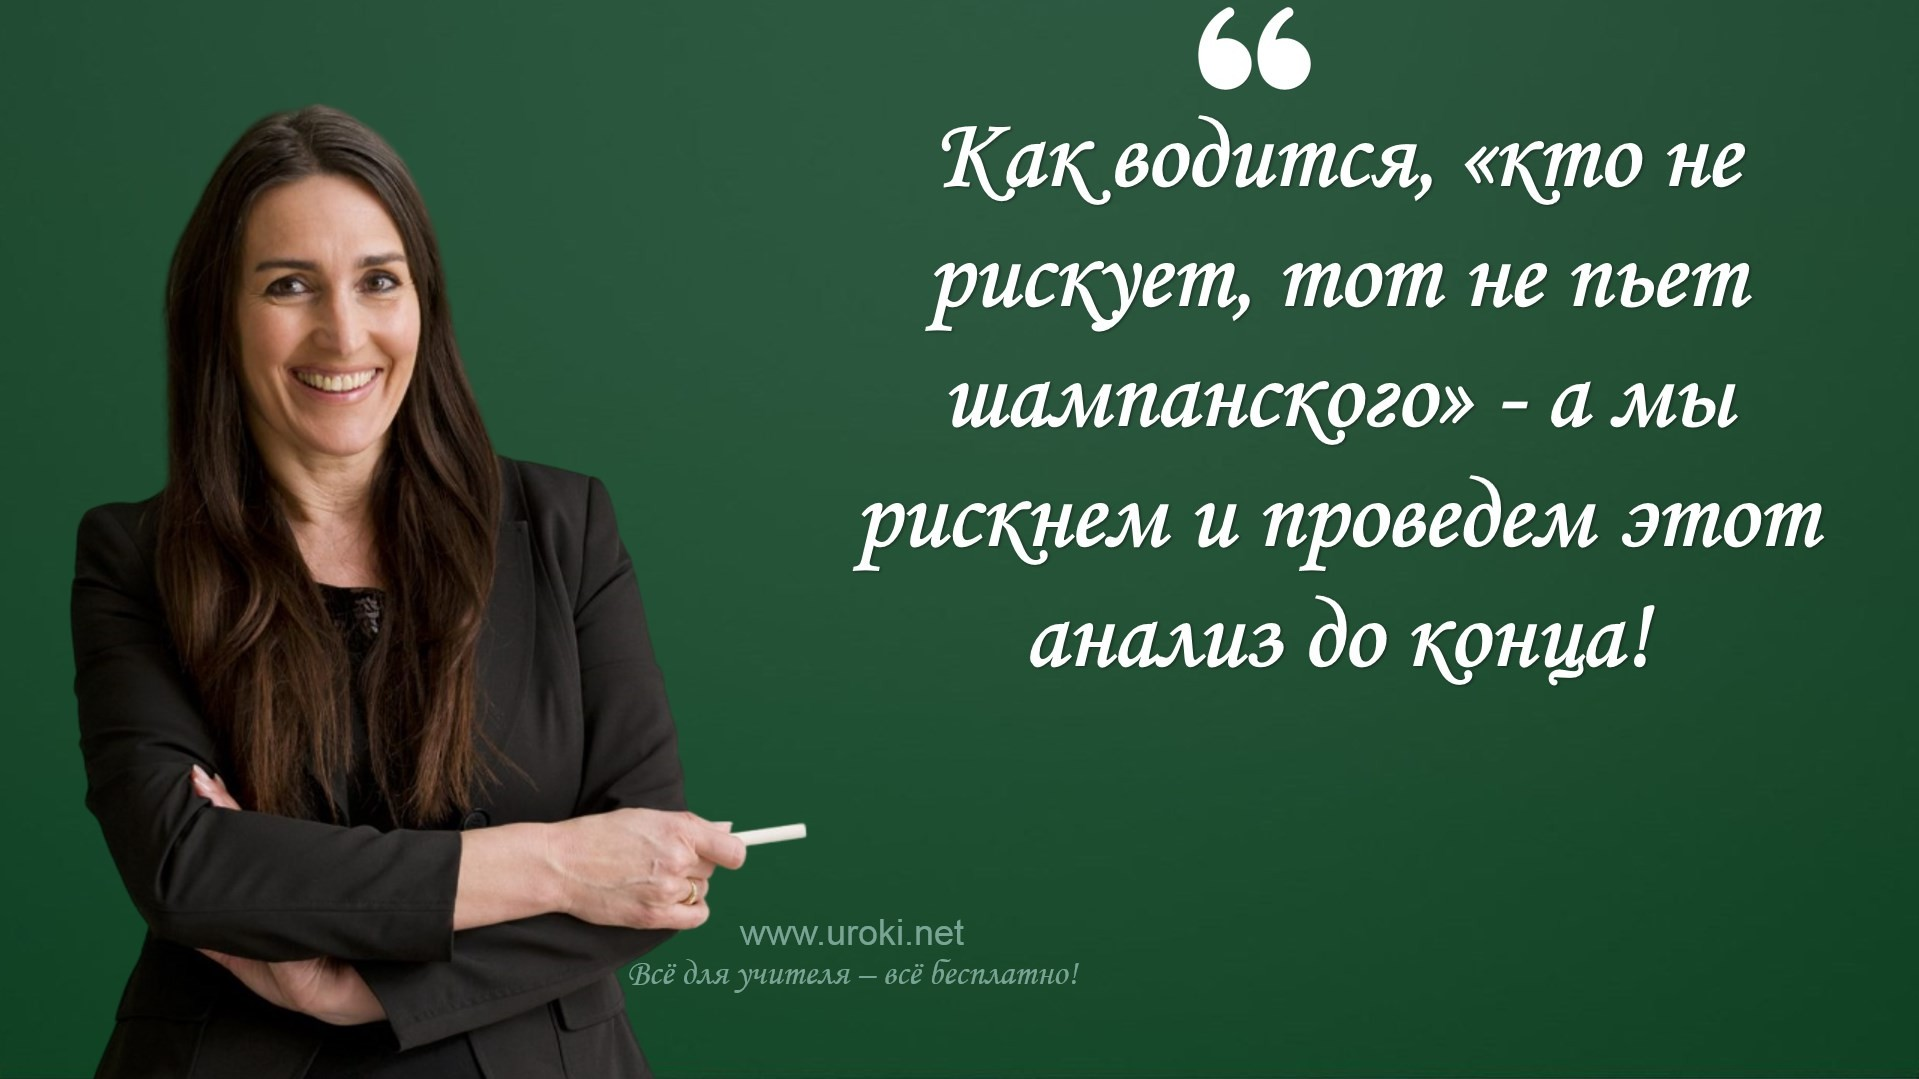 Как водится, «кто не
рискует, тот не пьет
шампанского» - а мы
рискнем и проведем этот
анализ до конца!
www.uroki.net
Всё для учителя – всё бесплатно!